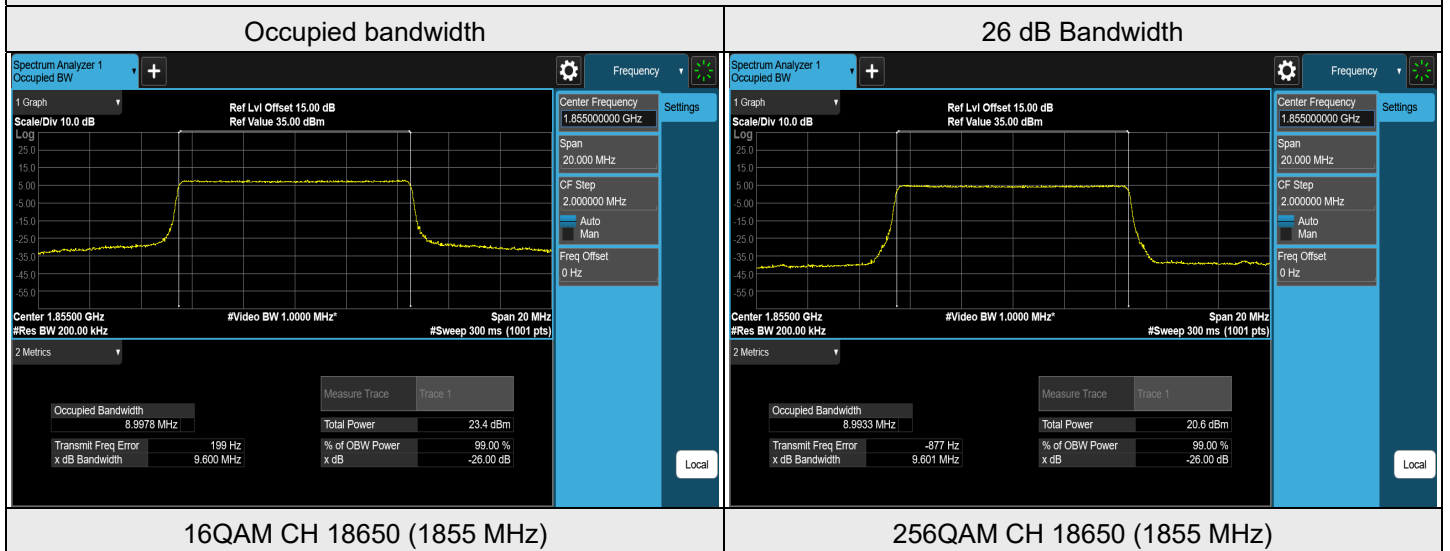 Occupied bandwidth
26 dB Bandwidth
Spectrum Analyzer 1
Occupied BW
+
Frequency
1 Graph
Scale/Div 10.0 dB
Ref Lvl Offset 15.00 dB
Ref Value 35.00 dBm
Log
25.0
15.0
5.00
-5.00
-15.0
-25.0
-35.0
-45.0
-55.0
Center 1.85500 GHz
#Video BW 1.0000 MHz*
Span 20 MHz
#Res BW 200.00 kHz
#Sweep 300 ms (1001 pts)
Center Frequency
1.855000000 GHz
Settings
Span
20.000 MHz
CF Step
2.000000 MHz
Auto
Man
Freq Offset
0 Hz
2 Metrics
Measure Trace Trace 1
Occupied Bandwidth
8.9978 MHz
Total Power 23.4 dBm
Transmit Freq Error 199 Hz
% of OBW Power 99.00 %
x dB Bandwidth 9.600 MHz
x dB -26.00 dB
Local
Spectrum Analyzer 1
Occupied BW
+
Frequency
1 Graph
Scale/Div 10.0 dB
Ref Lvl Offset 15.00 dB
Ref Value 35.00 dBm
Log
25.0
15.0
5.00
-5.00
-15.0
-25.0
-35.0
-45.0
-55.0
Center 1.85500 GHz
#Video BW 1.0000 MHz*
Span 20 MHz
#Res BW 200.00 kHz
#Sweep 300 ms (1001 pts)
Center Frequency
1.855000000 GHz
Settings
Span
20.000 MHz
CF Step
2.000000 MHz
Auto
Man
Freq Offset
0 Hz
2 Metrics
Measure Trace Trace 1
Occupied Bandwidth
8.9933 MHz
Total Power 20.6 dBm
Transmit Freq Error -877 Hz
% of OBW Power 99.00 %
x dB Bandwidth 9.601 MHz
x dB -26.00 dB
Local
16QAM CH 18650 (1855 MHz)
256QAM CH 18650 (1855 MHz)